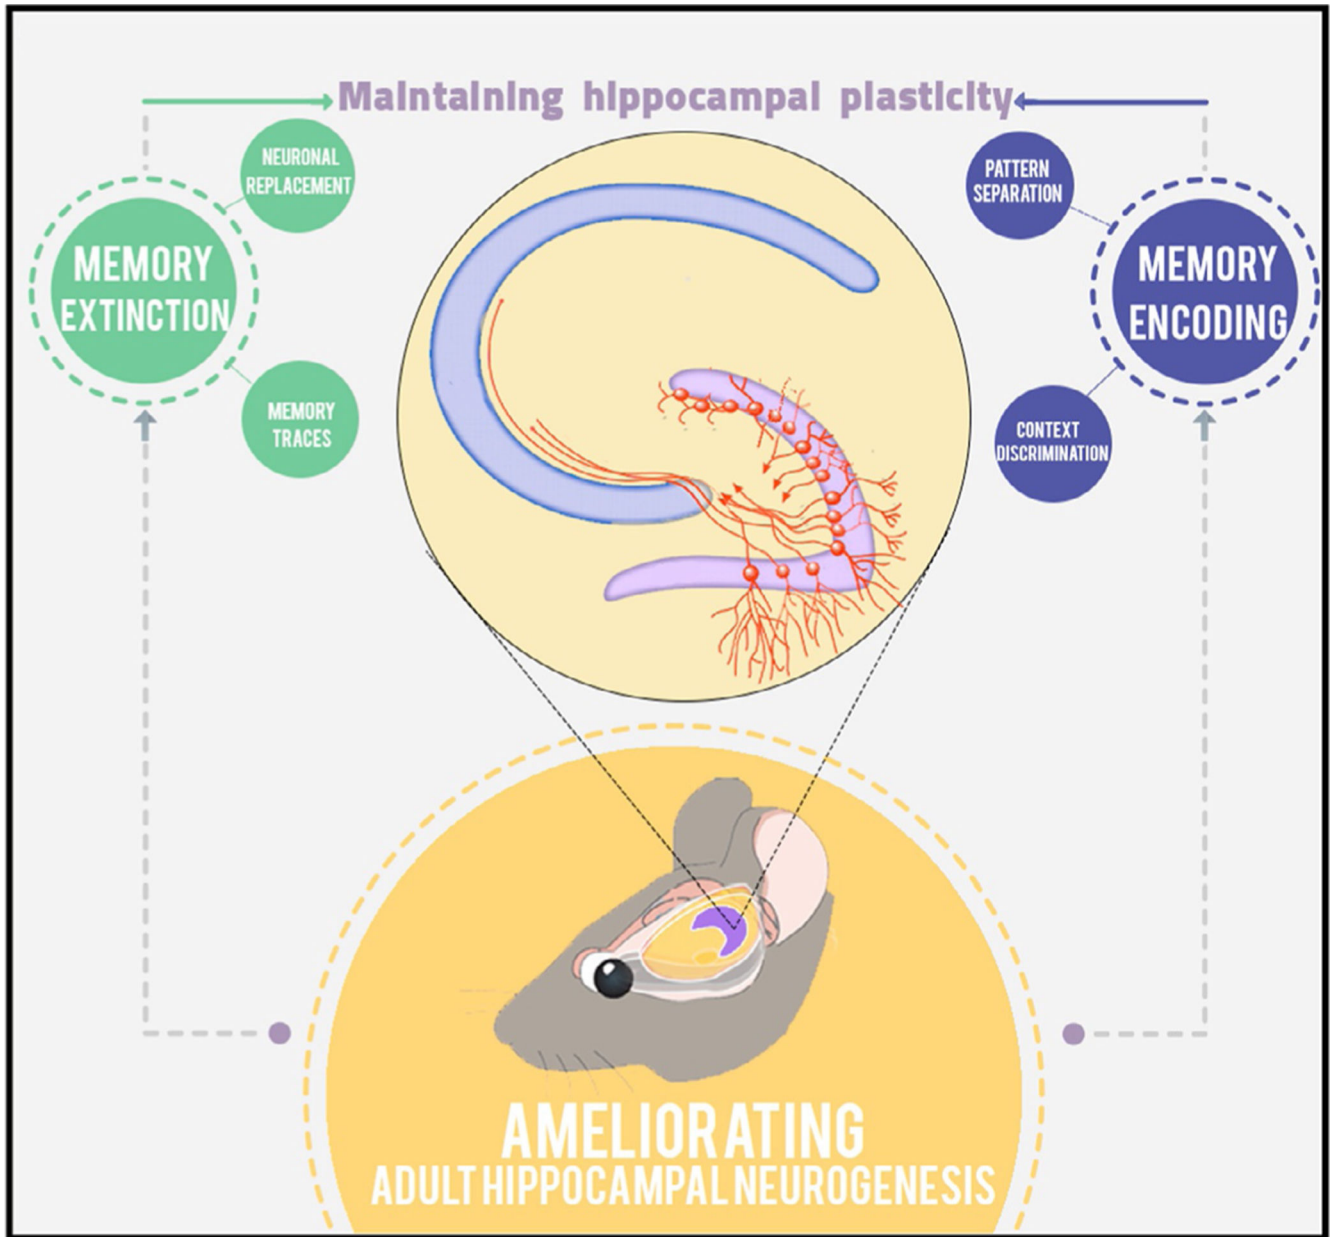 Maintaining hippocampal plasticity
NEURONAL
REPLACEMENT
MEMORY
EXTINCTION
MEMORY
TRACES
PATTERN
SEPARATION
MEMORY
ENCODING
CONTEXT
DISCRIMINATION
AMELIORATING
ADULT HIPPOCAMPAL NEUROGENESIS